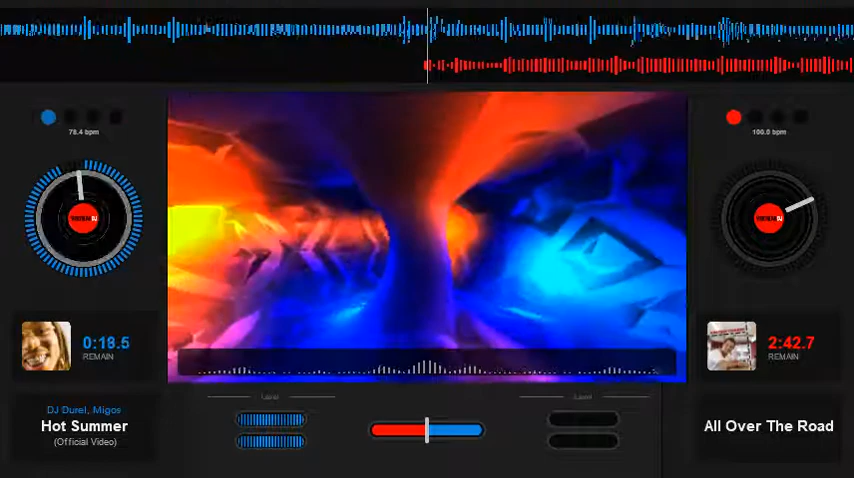 78.4 bpm
100.0 bpm
0:18.5
REMAIN
2:42.7
REMAIN
DJ Durel, Migos
Hot Summer
(Official Video)
All Over The Road